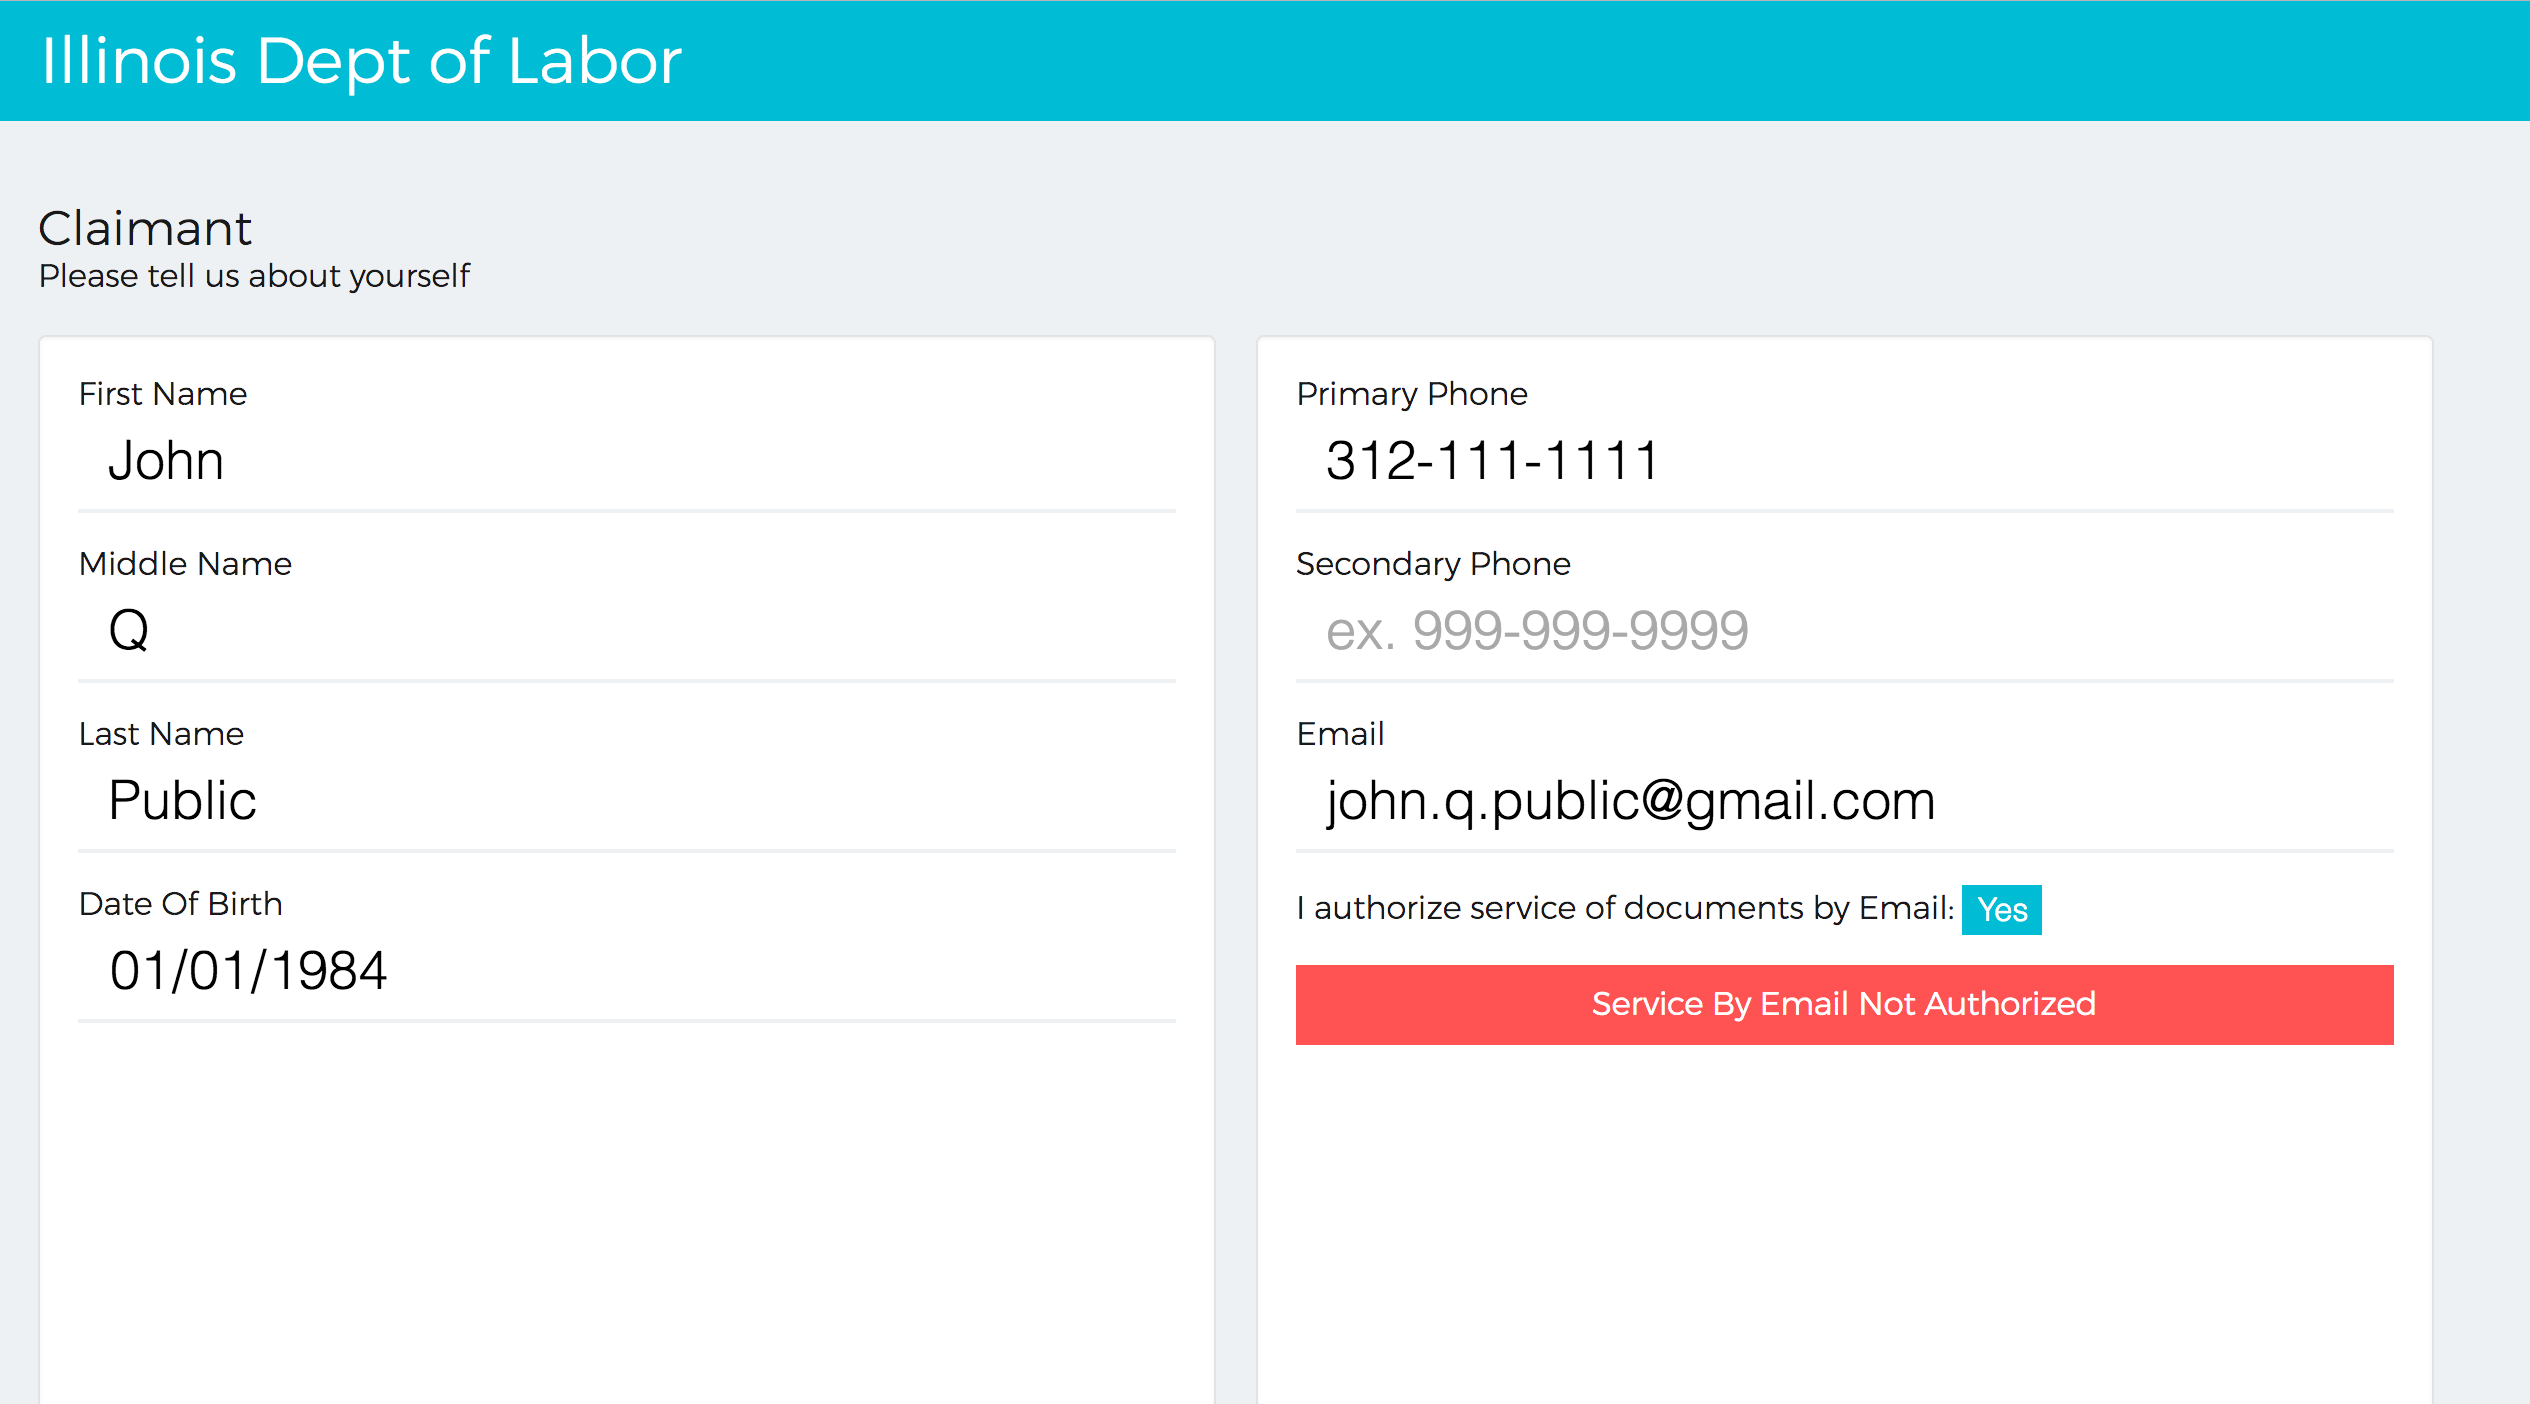 Illinois Dept of Labor
Claimant
Please tell us about yourself
First Name
John
Middle Name
Q
Last Name
Public
Date Of Birth
01/01/1984
Primary Phone
312-111-1111
Secondary Phone
ex. 999-999-9999
Email
john.q.public@gmail.com
I authorize service of documents by Email: Yes
Service By Email Not Authorized